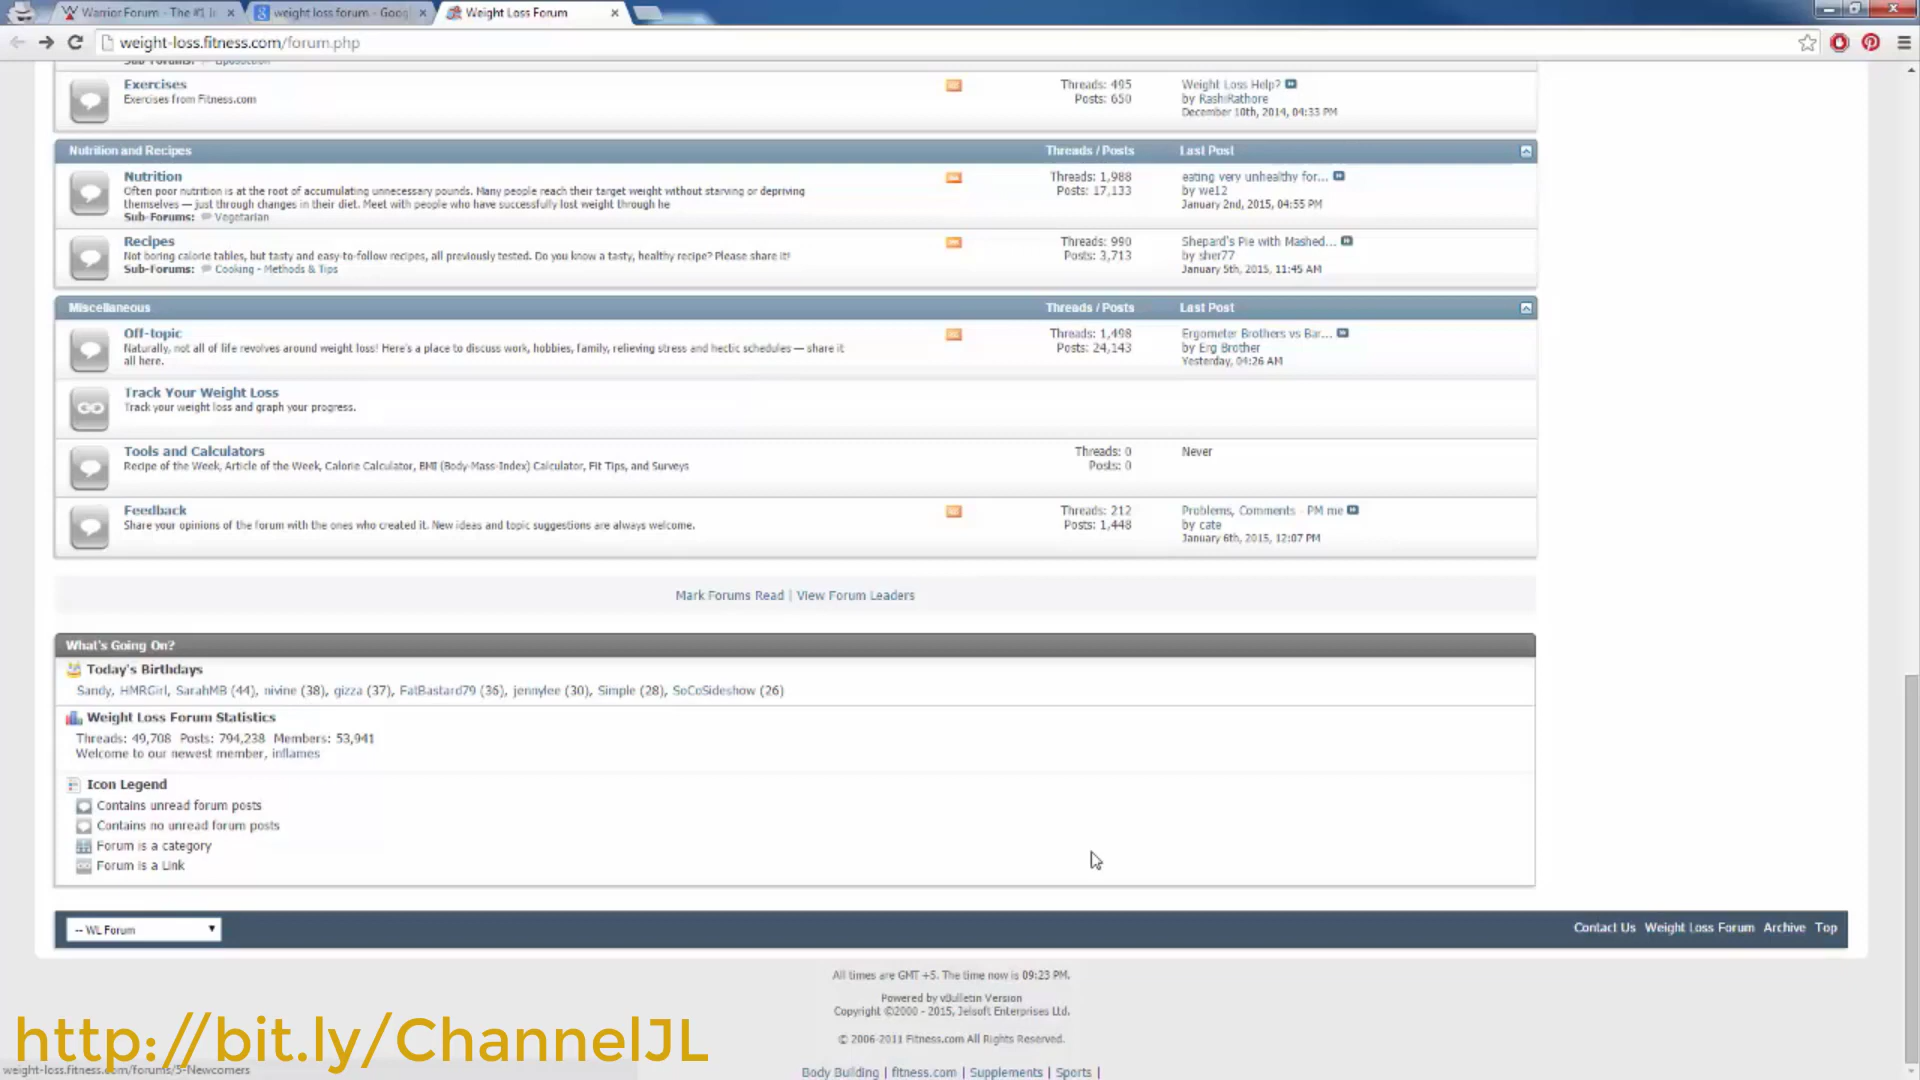 Warrior Forum - The #1 I
weight loss forum - Goog
Weight Loss Forum
weight-loss.fitness.com/forum.php
Sub-Forums: Liposuction
Exercises
Exercises from Fitness.com
Threads: 495
Posts: 650
Weight Loss Help?
by RashiRathore
December 10th, 2014, 04:33 PM
Nutrition and Recipes Threads / Posts Last Post
Nutrition
Often poor nutrition is at the root of accumulating unnecessary pounds. Many people reach their target weight without starving or depriving
themselves — just through changes in their diet. Meet with people who have successfully lost weight through he
Sub-Forums: Vegetarian
Threads: 1,988
Posts: 17,133
eating very unhealthy for...
by we12
January 2nd, 2015, 04:55 PM
Recipes
Not boring calorie tables, but tasty and easy-to-follow recipes, all previously tested. Do you know a tasty, healthy recipe? Please share it!
Sub-Forums: Cooking - Methods & Tips
Threads: 990
Posts: 3,713
Shepard's Pie with Mashed...
by sher77
January 5th, 2015, 11:45 AM
Miscellaneous Threads / Posts Last Post
Off-topic
Naturally, not all of life revolves around weight loss! Here's a place to discuss work, hobbies, family, relieving stress and hectic schedules — share it
all here.
Threads: 1,498
Posts: 24,143
Ergometer Brothers vs Bar...
by Erg Brother
Yesterday, 04:26 AM
Track Your Weight Loss
Track your weight loss and graph your progress.
Tools and Calculators
Recipe of the Week, Article of the Week, Calorie Calculator, BMI (Body-Mass-Index) Calculator, Fit Tips, and Surveys
Threads: 0
Posts: 0
Never
Feedback
Share your opinions of the forum with the ones who created it. New ideas and topic suggestions are always welcome.
Threads: 212
Posts: 1,448
Problems, Comments - PM me
by cate
January 6th, 2015, 12:07 PM
Mark Forums Read | View Forum Leaders
What's Going On?
Today's Birthdays
Sandy, HMRGirl, SarahMB (44), nivine (38), gizza (37), FatBastard79 (36), jennylee (30), Simple (28), SoCoSideshow (26)
Weight Loss Forum Statistics
Threads: 49,708 Posts: 794,238 Members: 53,941
Welcome to our newest member, inflames
Icon Legend
Contains unread forum posts
Contains no unread forum posts
Forum is a category
Forum is a Link
-- WL Forum
Contact Us Weight Loss Forum Archive Top
All times are GMT +5. The time now is 09:23 PM.
Powered by vBulletin Version
Copyright ©2000 - 2015, Jelsoft Enterprises Ltd.
© 2006-2011 Fitness.com All Rights Reserved.
http://bit.ly/ChannelJL
weight-loss.fitness.com/forums/5-Newcomers
Body Building | fitness.com | Supplements | Sports |